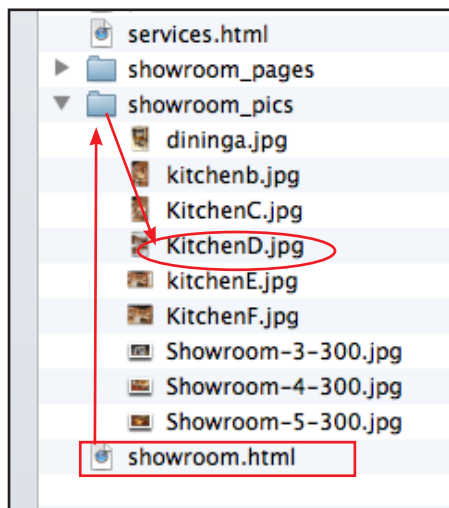 services.html
showroom_pages
showroom_pics
dininga.jpg
kitchenb.jpg
KitchenC.jpg
KitchenD.jpg
kitchenE.jpg
KitchenF.jpg
Showroom-3-300.jpg
Showroom-4-300.jpg
Showroom-5-300.jpg
showroom.html